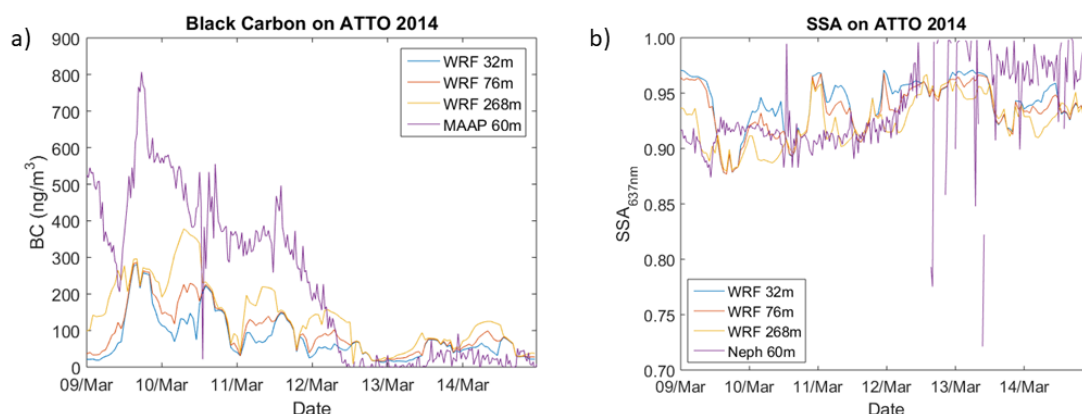 a)
Black Carbon on ATTO 2014
BC (ng/m³)
900
800
700
600
500
400
300
200
100
0
WRF 32m
WRF 76m
WRF 268m
MAAP 60m
09/Mar 10/Mar 11/Mar 12/Mar 13/Mar 14/Mar
Date
b)
SSA on ATTO 2014
SSA637nm
1.00
0.95
0.90
0.85
0.80
0.75
0.70
WRF 32m
WRF 76m
WRF 268m
Neph 60m
09/Mar 10/Mar 11/Mar 12/Mar 13/Mar 14/Mar
Date